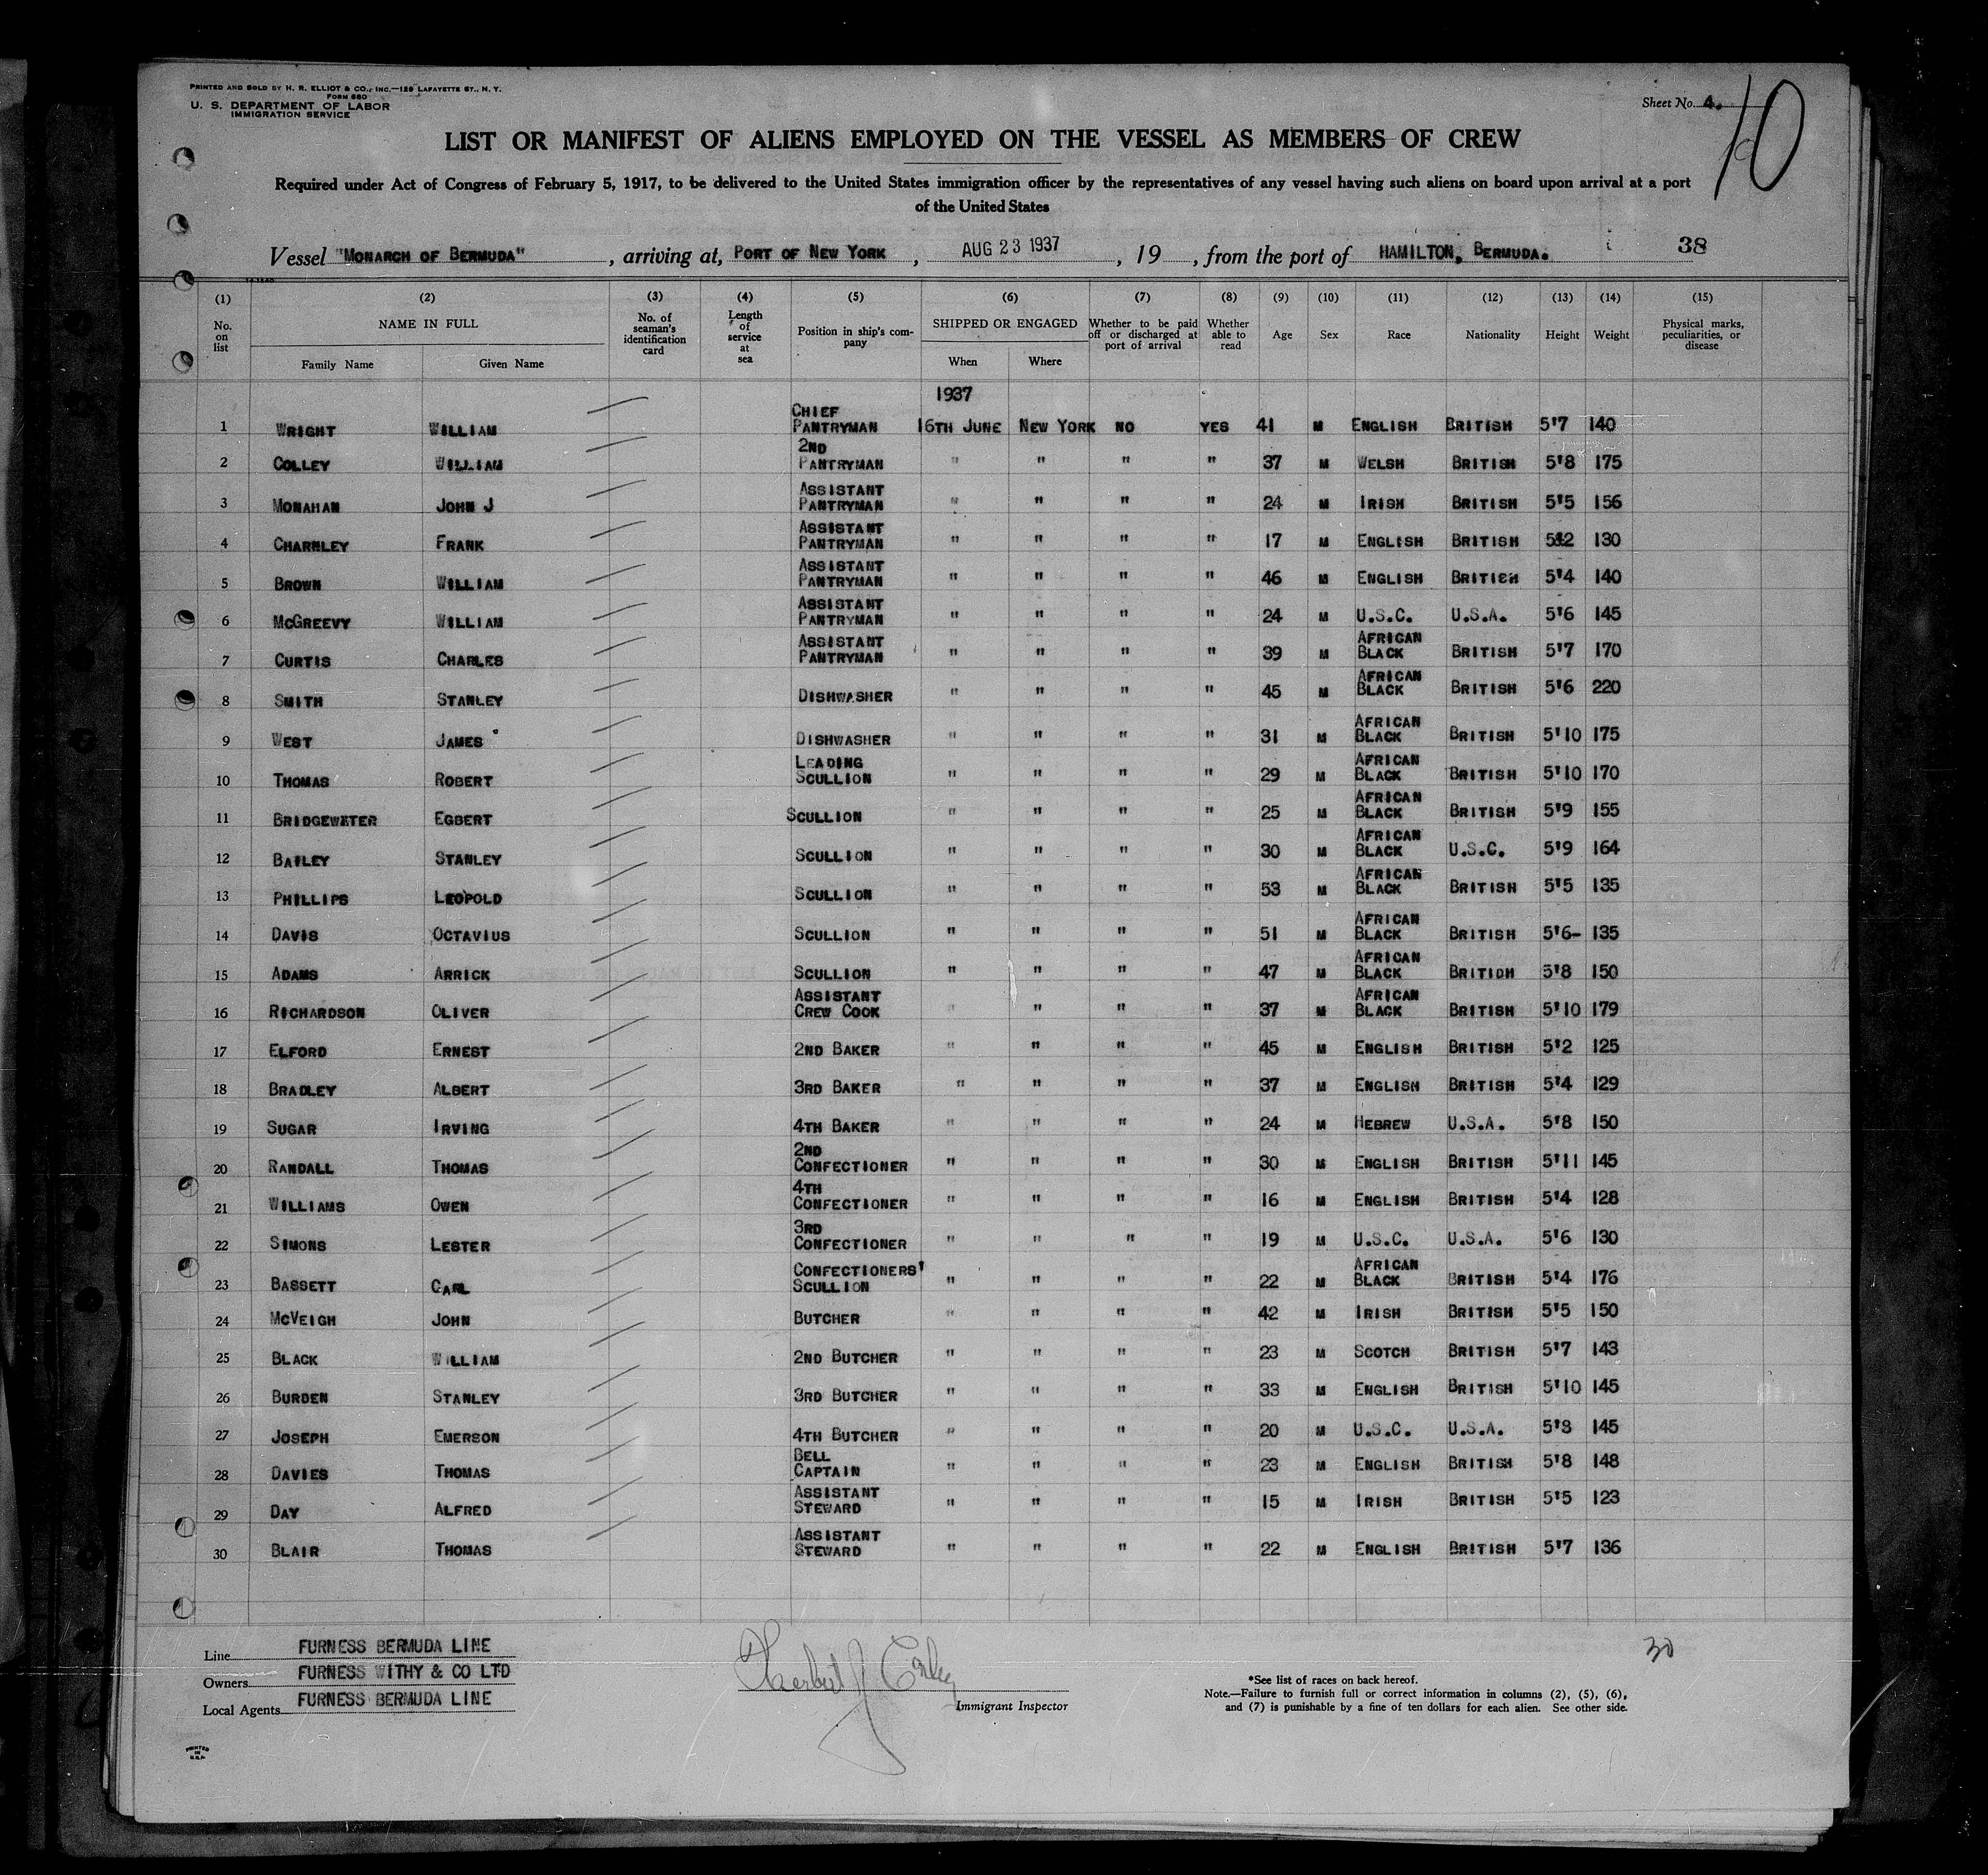 PRINTED AND SOLD BY H. R. ELLIOT & CO., INC.—129 LAFAYETTE ST., N. Y.
FORM 680
U. S. DEPARTMENT OF LABOR
IMMIGRATION SERVICE
Sheet No. 4.
10
LIST OR MANIFEST OF ALIENS EMPLOYED ON THE VESSEL AS MEMBERS OF CREW
Required under Act of Congress of February 5, 1917, to be delivered to the United States immigration officer by the representatives of any vessel having such aliens on board upon arrival at a port
of the United States
Vessel "MONARCH OF BERMUDA", arriving at, PORT OF NEW YORK, AUG 23 1937, 19 , from the port of HAMILTON, BERMUDA. 38
(1) (2) (3) (4) (5) (6) (7) (8) (9) (10) (11) (12) (13) (14) (15)
No. on list NAME IN FULL Family Name Given Name No. of seaman's identification card Length of service at sea Position in ship's company SHIPPED OR ENGAGED When Where Whether to be paid off or discharged at port of arrival Whether able to read Age Sex Race Nationality Height Weight Physical marks, peculiarities, or disease
1937
1 WRIGHT WILLIAM CHIEF PANTRYMAN 16TH JUNE NEW YORK NO YES 41 M ENGLISH BRITISH 5'7 140
2 COLLEY WILLIAM 2ND PANTRYMAN " " " " 37 M WELSH BRITISH 5'8 175
3 MONAHAN JOHN J ASSISTANT PANTRYMAN " " " " 24 M IRISH BRITISH 5'5 156
4 CHARNLEY FRANK ASSISTANT PANTRYMAN " " " " 17 M ENGLISH BRITISH 5'2 130
5 BROWN WILLIAM ASSISTANT PANTRYMAN " " " " 46 M ENGLISH BRITISH 5'4 140
6 MCGREEVY WILLIAM ASSISTANT PANTRYMAN " " " " 24 M U.S.C. U.S.A. 5'6 145
7 CURTIS CHARLES ASSISTANT PANTRYMAN " " " " 39 M AFRICAN BLACK BRITISH 5'7 170
8 SMITH STANLEY DISHWASHER " " " " 45 M AFRICAN BLACK BRITISH 5'6 220
9 WEST JAMES DISHWASHER " " " " 31 M AFRICAN BLACK BRITISH 5'10 175
10 THOMAS ROBERT LEADING SCULLION " " " " 29 M AFRICAN BLACK BRITISH 5'10 170
11 BRIDGEWATER EGBERT SCULLION " " " " 25 M AFRICAN BLACK BRITISH 5'9 155
12 BAILEY STANLEY SCULLION " " " " 30 M AFRICAN BLACK U.S.C. 5'9 164
13 PHILLIPS LEOPOLD SCULLION " " " " 53 M AFRICAN BLACK BRITISH 5'5 135
14 DAVIS OCTAVIUS SCULLION " " " " 51 M AFRICAN BLACK BRITISH 5'6- 135
15 ADAMS ARRICK SCULLION " " " " 47 M AFRICAN BLACK BRITIDH 5'8 150
16 RICHARDSON OLIVER ASSISTANT CREW COOK " " " " 37 M AFRICAN BLACK BRITISH 5'10 179
17 ELFORD ERNEST 2ND BAKER " " " " 45 M ENGLISH BRITISH 5'2 125
18 BRADLEY ALBERT 3RD BAKER " " " " 37 M ENGLISH BRITISH 5'4 129
19 SUGAR IRVING 4TH BAKER " " " " 24 M HEBREW U.S.A. 5'8 150
20 RANDALL THOMAS 2ND CONFECTIONER " " " " 30 M ENGLISH BRITISH 5'11 145
21 WILLIAMS OWEN 4TH CONFECTIONER " " " " 16 M ENGLISH BRITISH 5'4 128
22 SIMONS LESTER 3RD CONFECTIONER " " " " 19 M U.S.C. U.S.A. 5'6 130
23 BASSETT CARL CONFECTIONERS' SCULLION " " " " 22 M AFRICAN BLACK BRITISH 5'4 176
24 MCVEIGH JOHN BUTCHER " " " " 42 M IRISH BRITISH 5'5 150
25 BLACK WILLIAM 2ND BUTCHER " " " " 23 M SCOTCH BRITISH 5'7 143
26 BURDEN STANLEY 3RD BUTCHER " " " " 33 M ENGLISH BRITISH 5'10 145
27 JOSEPH EMERSON 4TH BUTCHER " " " " 20 M U.S.C. U.S.A. 5'8 145
28 DAVIES THOMAS BELL CAPTAIN " " " " 23 M ENGLISH BRITISH 5'8 148
29 DAY ALFRED ASSISTANT STEWARD " " " " 15 M IRISH BRITISH 5'5 123
30 BLAIR THOMAS ASSISTANT STEWARD " " " " 22 M ENGLISH BRITISH 5'7 136
Line FURNESS BERMUDA LINE
Owners FURNESS WITHY & CO LTD
Local Agents FURNESS BERMUDA LINE
Immigrant Inspector
30
*See list of races on back hereof.
Note.—Failure to furnish full or correct information in columns (2), (5), (6),
and (7) is punishable by a fine of ten dollars for each alien. See other side.
PRINTED
IN
U.S.A.